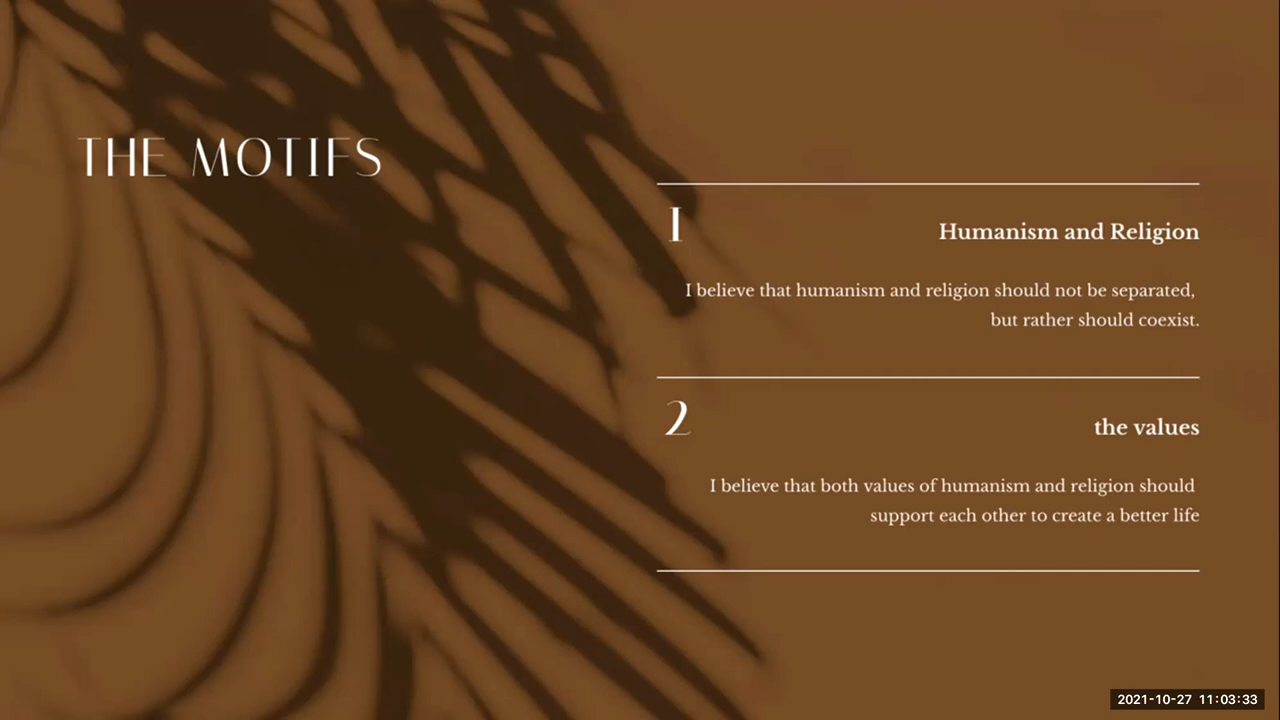 THE MOTIFS
1
Humanism and Religion
I believe that humanism and religion should not be separated,
but rather should coexist.
2
the values
I believe that both values of humanism and religion should
support each other to create a better life
2021-10-27 11:03:33